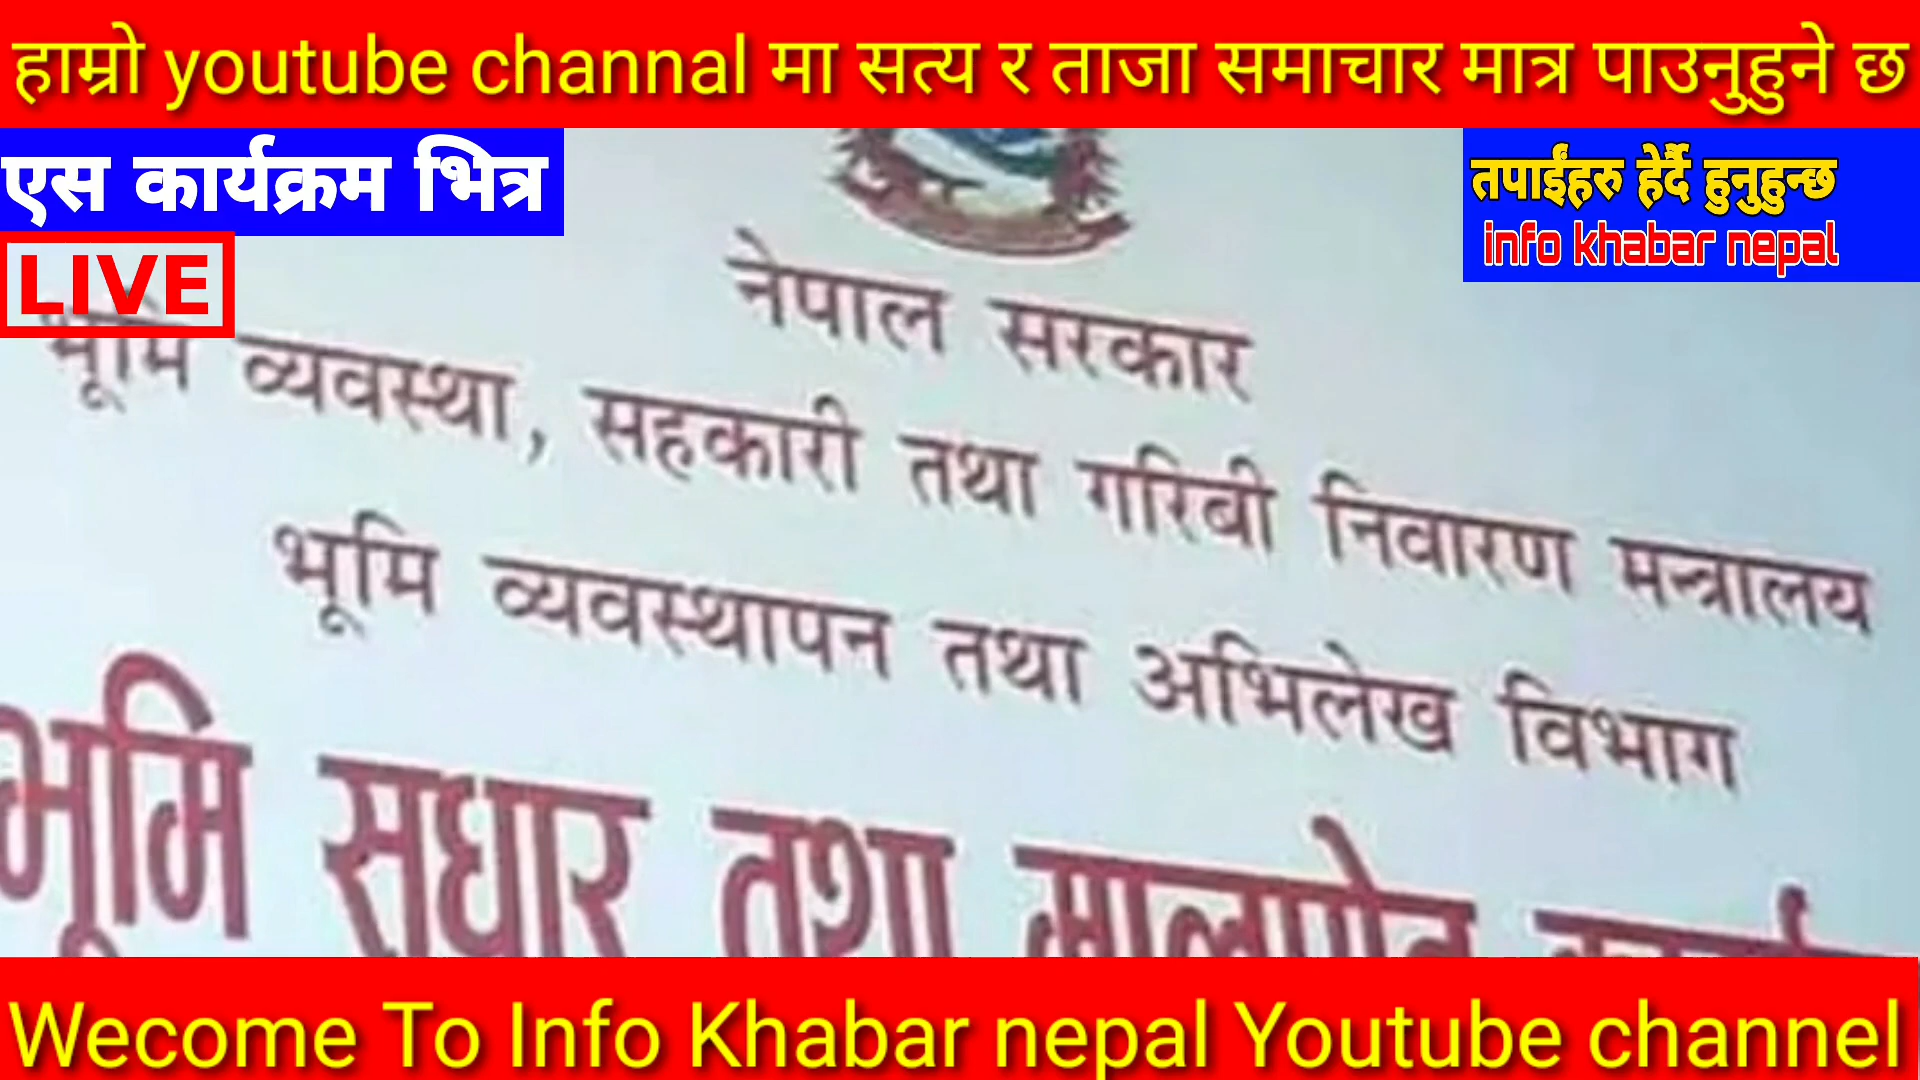 हाम्रो youtube channal मा सत्य र ताजा समाचार मात्र पाउनुहुने छ
एस कार्यक्रम भित्र
तपाईंहरु हेर्दै हुनुहुन्छ
info khabar nepal
LIVE
नेपाल सरकार
भूमि व्यवस्था, सहकारी तथा गरिबी निवारण मन्त्रालय
भूमि व्यवस्थापन तथा अभिलेख विभाग
भूमि सुधार तथा मालपोत
Wecome To Info Khabar nepal Youtube channel